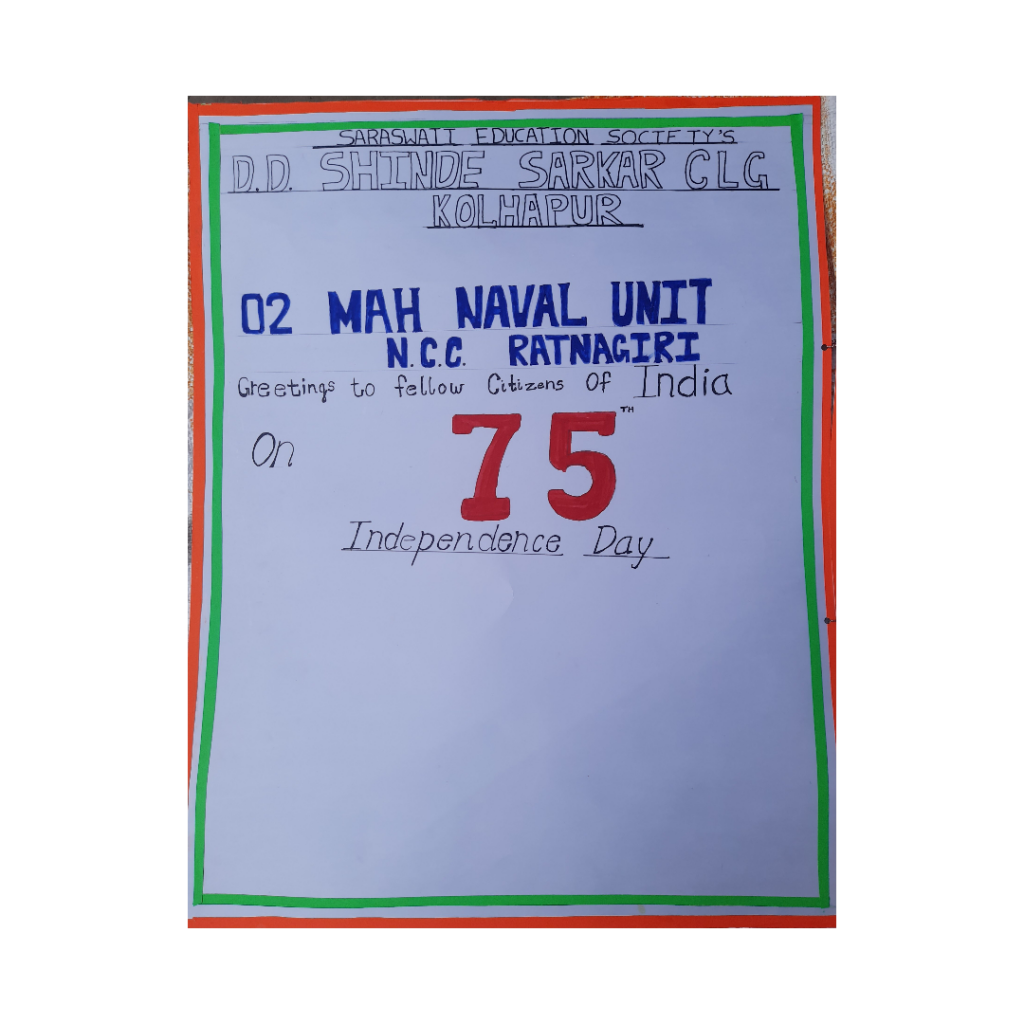 SARASWATI EDUCATION SOCIETY'S
D.D. SHINDE SARKAR CLG
KOLHAPUR
02 MAH NAVAL UNIT
N.C.C. RATNAGIRI
Greetings to fellow Citizens Of India
On 75TH
Independence Day